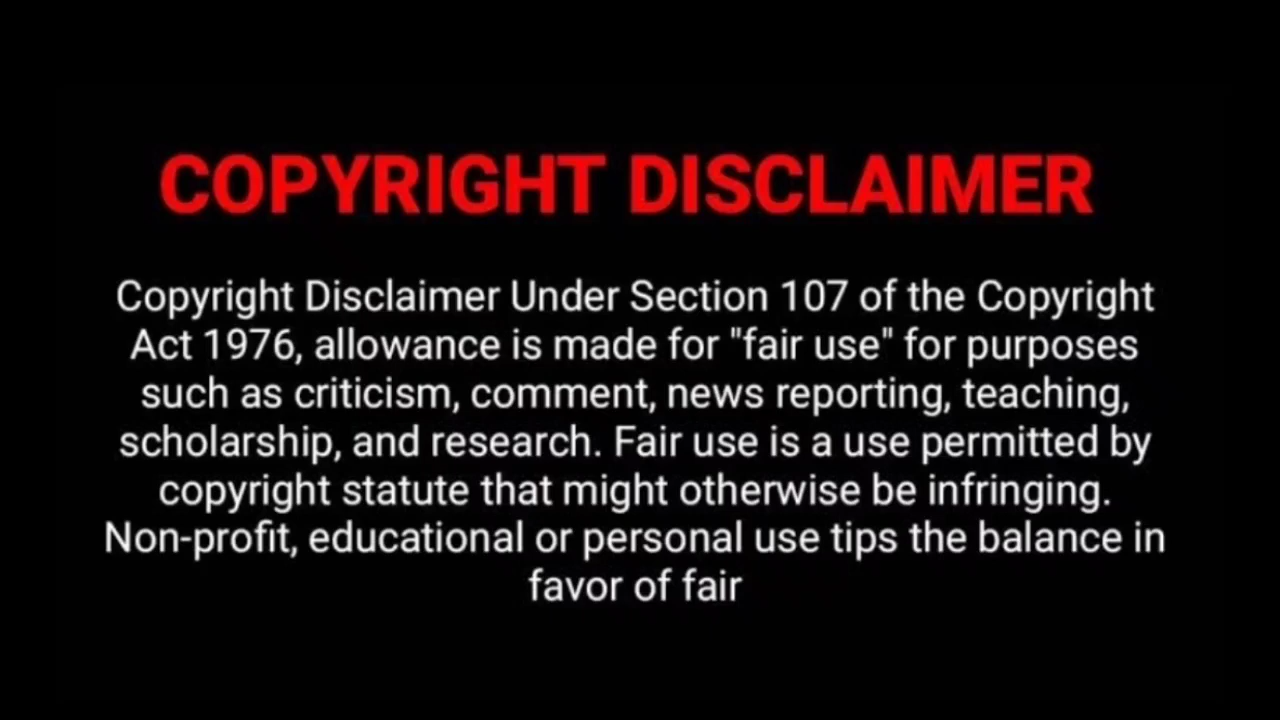 COPYRIGHT DISCLAIMER
Copyright Disclaimer Under Section 107 of the Copyright
Act 1976, allowance is made for "fair use" for purposes
such as criticism, comment, news reporting, teaching,
scholarship, and research. Fair use is a use permitted by
copyright statute that might otherwise be infringing.
Non-profit, educational or personal use tips the balance in
favor of fair